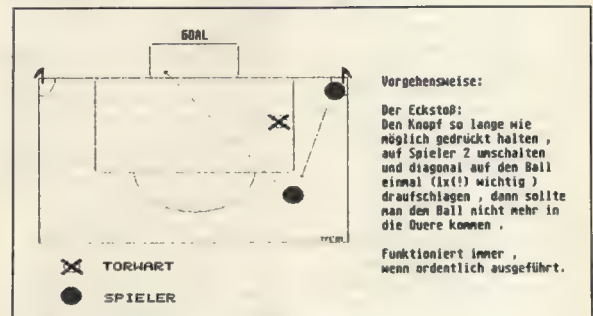 GOAL
Vorgehensweise:
Der Eckstoß:
Den Knopf so lange wie
möglich gedrückt halten ,
auf Spieler 2 umschalten
und diagonal auf den Ball
einmal (1x(!) wichtig )
draufschlagen , dann sollte
man dem Ball nicht mehr in
die Quere kommen .
Funktioniert immer ,
wenn ordentlich ausgeführt.
TORWART
SPIELER